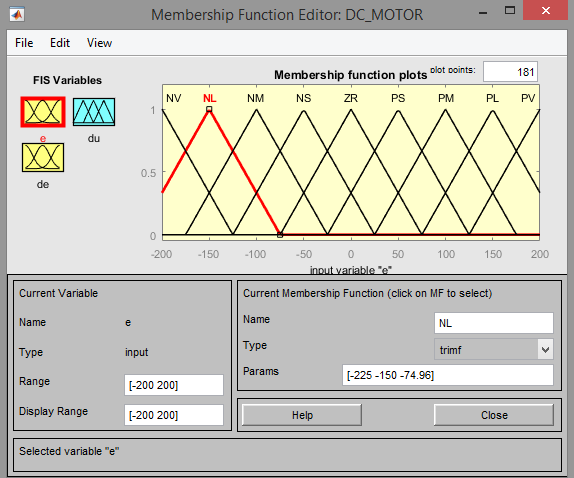 Membership Function Editor: DC_MOTOR
File Edit View
FIS Variables
e
du
de
Membership function plots
plot points:
181
NV NL NM NS ZR PS PM PL PV
1
0.5
0
-200 -150 -100 -50 0 50 100 150 200
input variable "e"
Current Variable
Name e
Type input
Range [-200 200]
Display Range [-200 200]
Current Membership Function (click on MF to select)
Name NL
Type trimf
Params [-225 -150 -74.96]
Help Close
Selected variable "e"